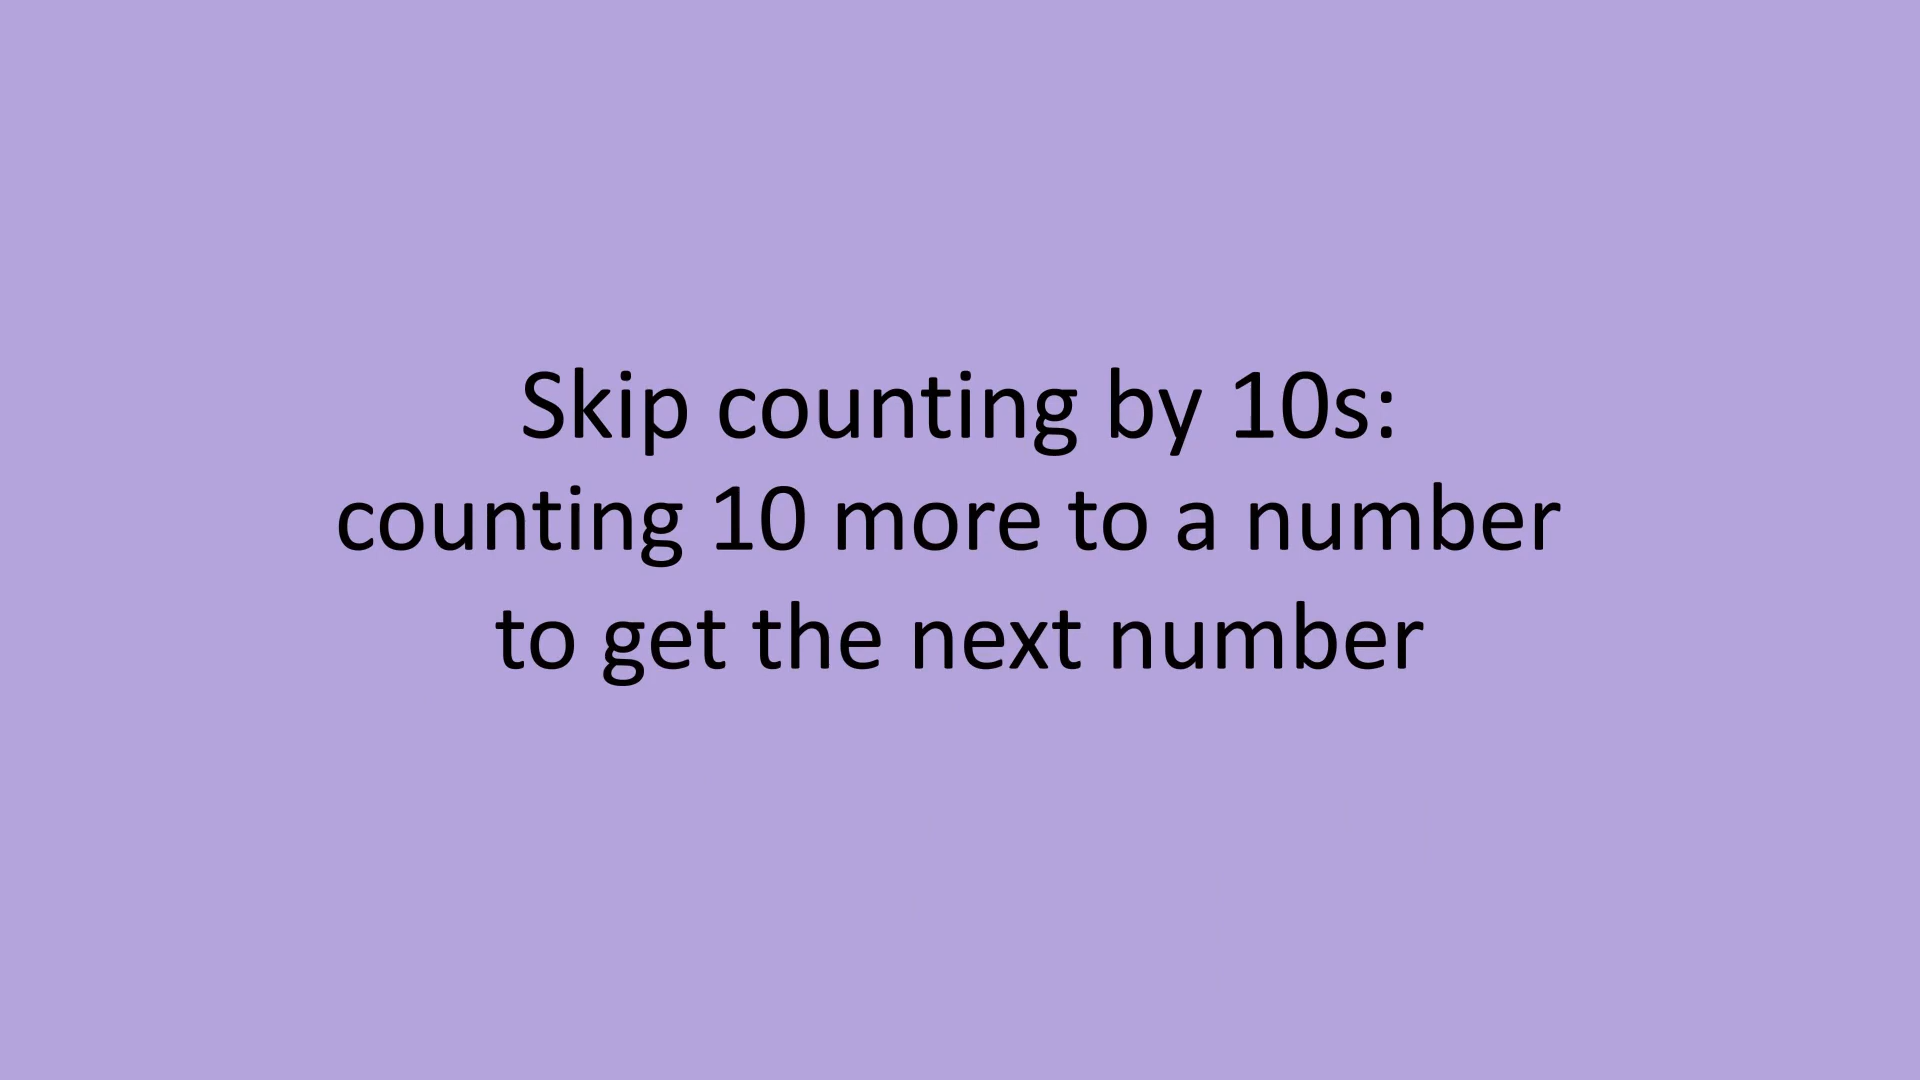 Skip counting by 10s:
counting 10 more to a number
to get the next number